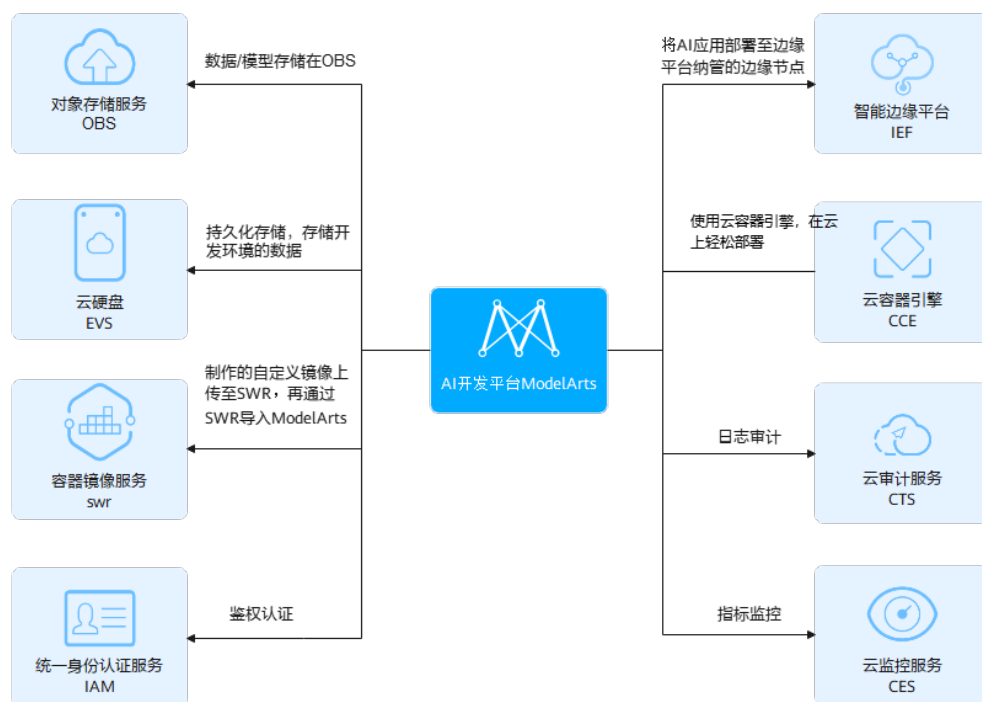 数据/模型存储在OBS
对象存储服务
OBS
持久化存储，存储开
发环境的数据
云硬盘
EVS
制作的自定义镜像上
传至SWR，再通过
SWR导入ModelArts
容器镜像服务
swr
鉴权认证
统一身份认证服务
IAM
AI开发平台ModelArts
将AI应用部署至边缘
平台纳管的边缘节点
智能边缘平台
IEF
使用云容器引擎，在云
上轻松部署
云容器引擎
CCE
日志审计
云审计服务
CTS
指标监控
云监控服务
CES